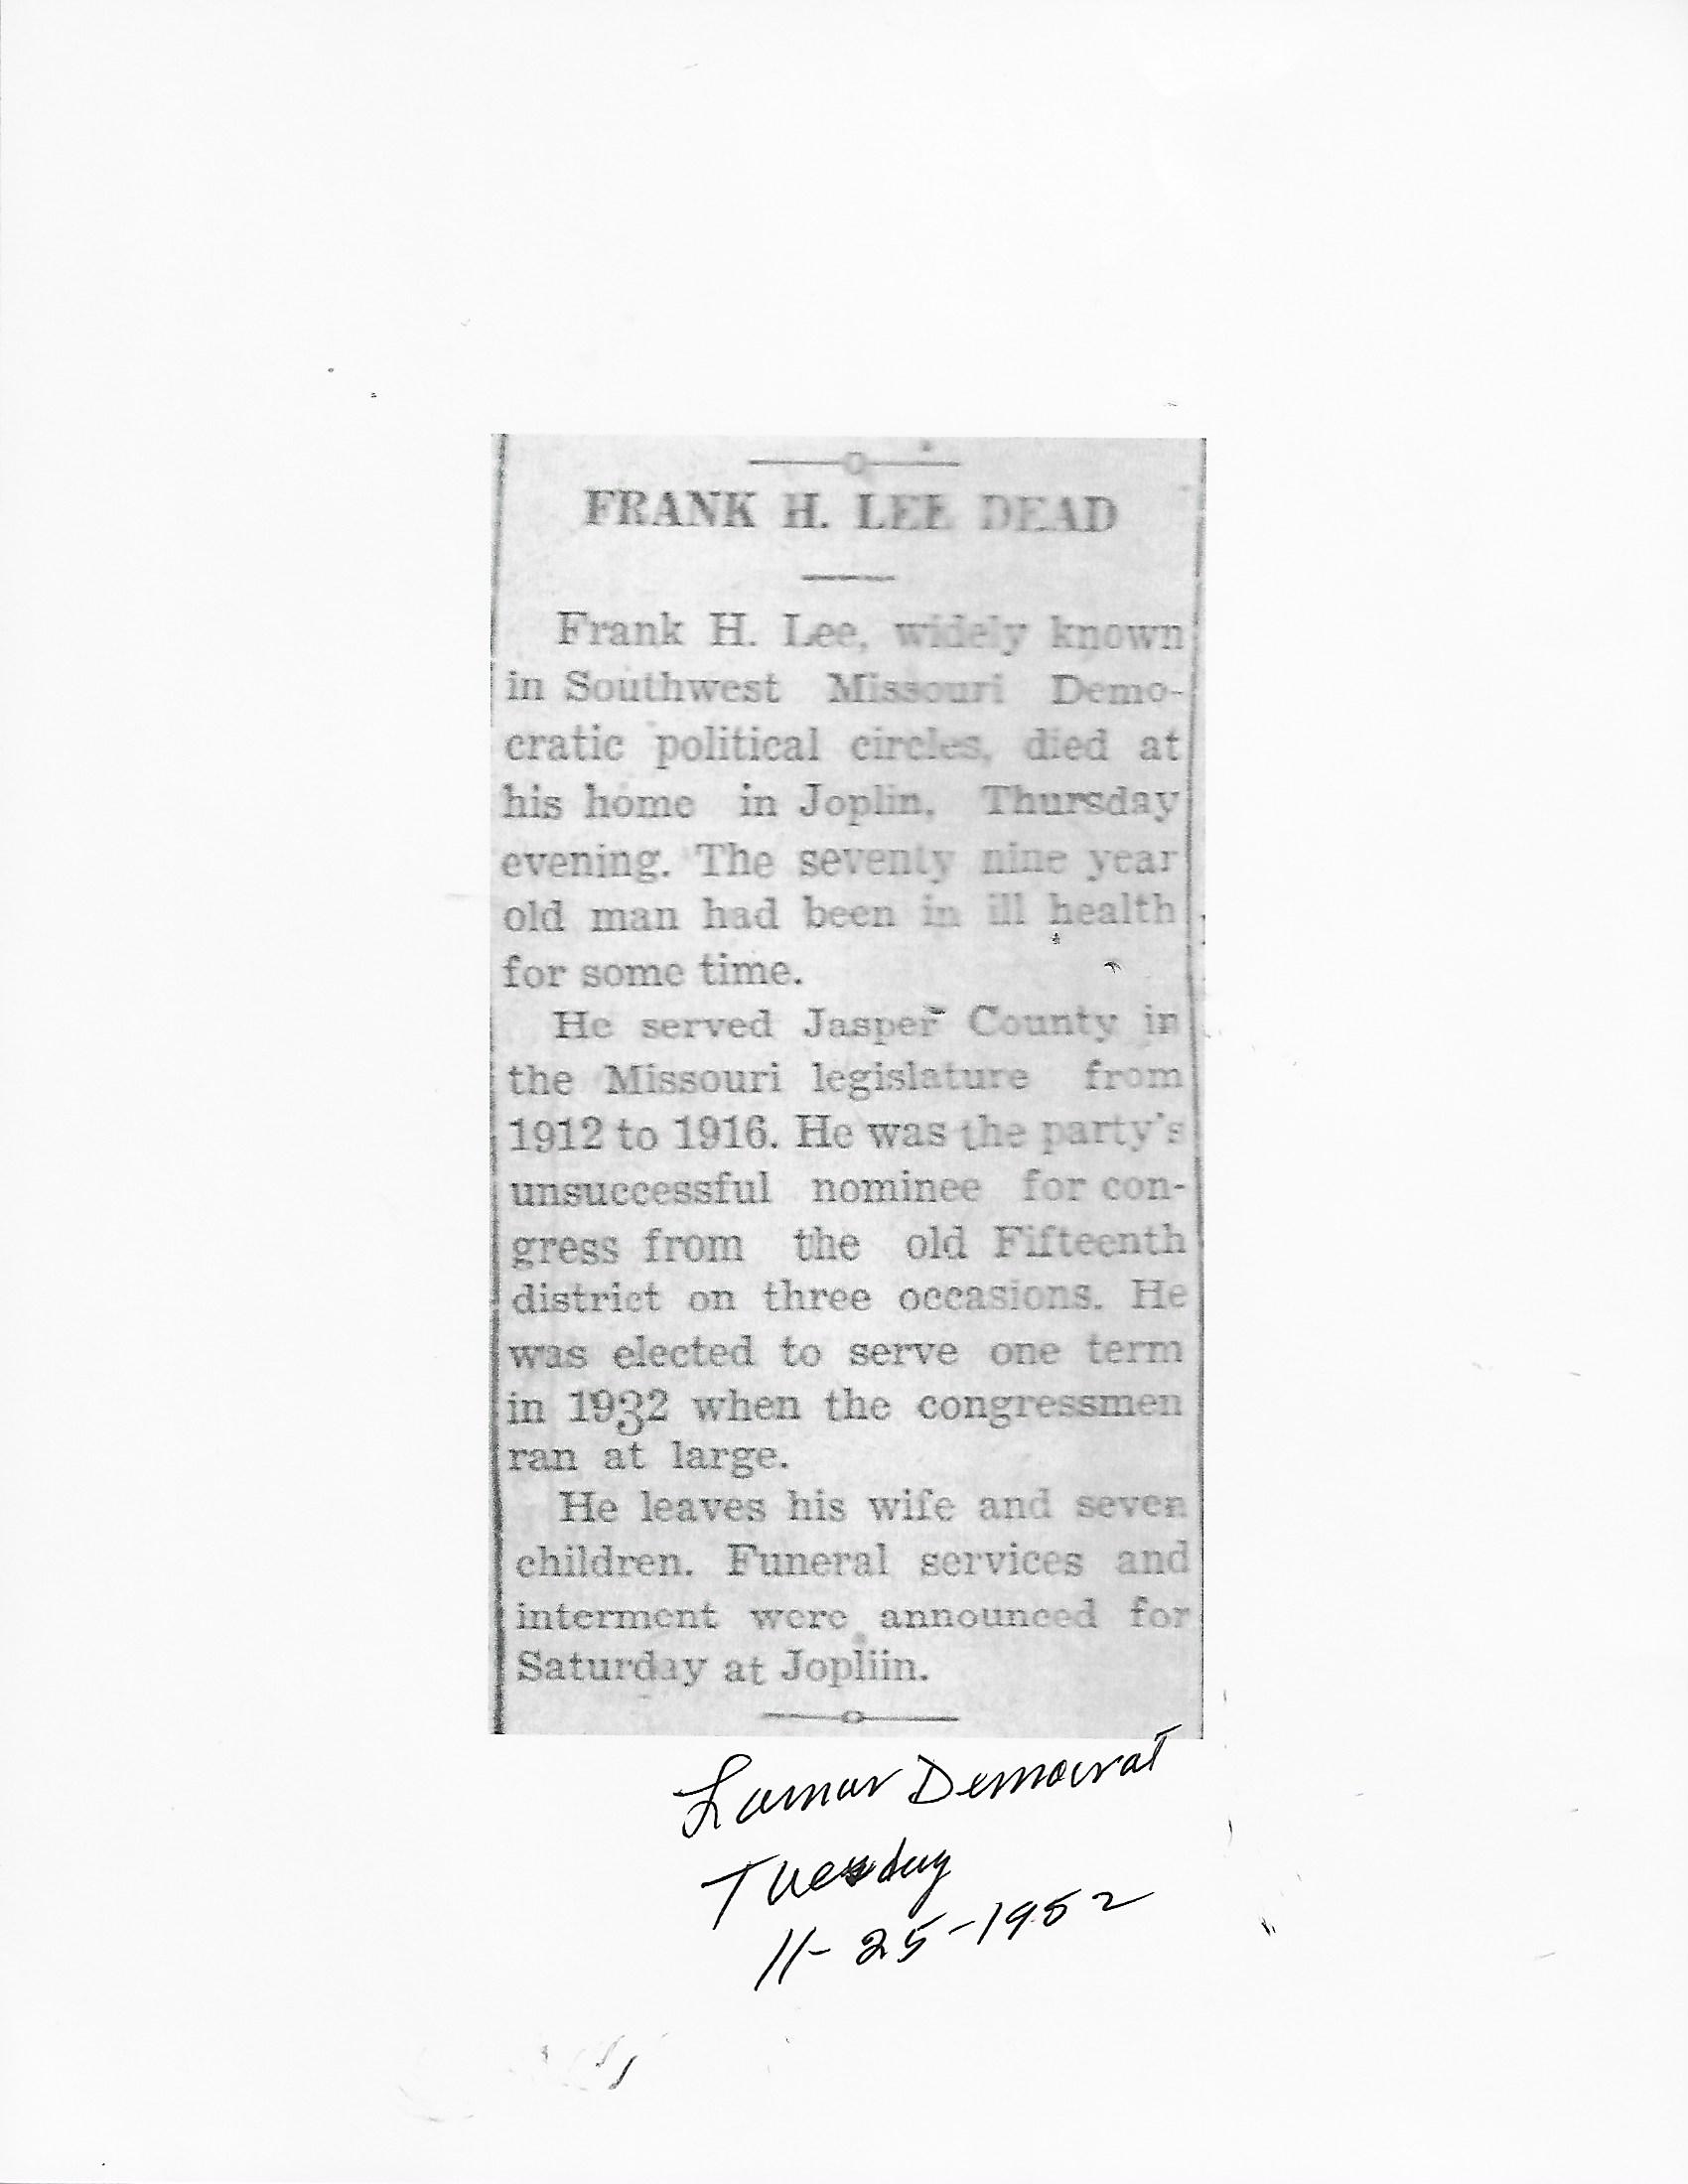 FRANK H. LEE DEAD
Frank H. Lee, widely known
in Southwest Missouri Demo-
cratic political circles, died at
his home in Joplin, Thursday
evening. The seventy nine year
old man had been in ill health
for some time.
He served Jasper County in
the Missouri legislature from
1912 to 1916. He was the party's
unsuccessful nominee for con-
gress from the old Fifteenth
district on three occasions. He
was elected to serve one term
in 1932 when the congressmen
ran at large.
He leaves his wife and seven
children. Funeral services and
interment were announced for
Saturday at Jopliin.
Lamar Democrat
Tuesday
11-25-1952